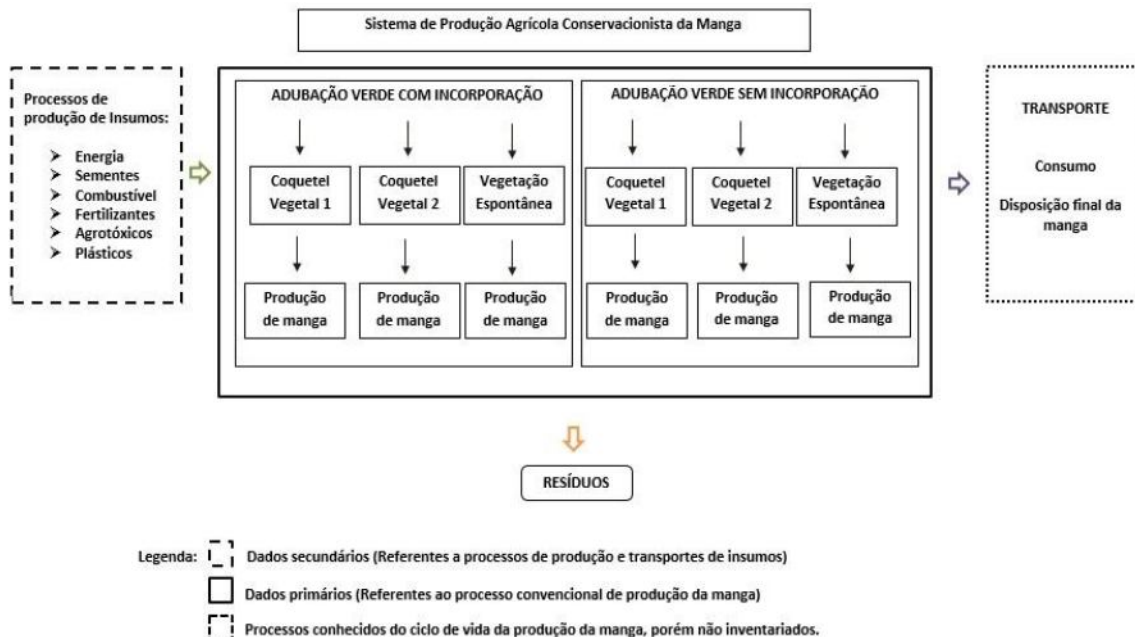 Sistema de Produção Agrícola Conservacionista da Manga
Processos de
produção de Insumos:
Energia
Sementes
Combustível
Fertilizantes
Agrotóxicos
Plásticos
ADUBAÇÃO VERDE COM INCORPORAÇÃO
Coquetel
Vegetal 1
Coquetel
Vegetal 2
Vegetação
Espontânea
Produção
de manga
Produção
de manga
Produção
de manga
ADUBAÇÃO VERDE SEM INCORPORAÇÃO
Coquetel
Vegetal 1
Coquetel
Vegetal 2
Vegetação
Espontânea
Produção
de manga
Produção
de manga
Produção
de manga
TRANSPORTE
Consumo
Disposição final da
manga
RESÍDUOS
Legenda:
Dados secundários (Referentes a processos de produção e transportes de insumos)
Dados primários (Referentes ao processo convencional de produção da manga)
Processos conhecidos do ciclo de vida da produção da manga, porém não inventariados.